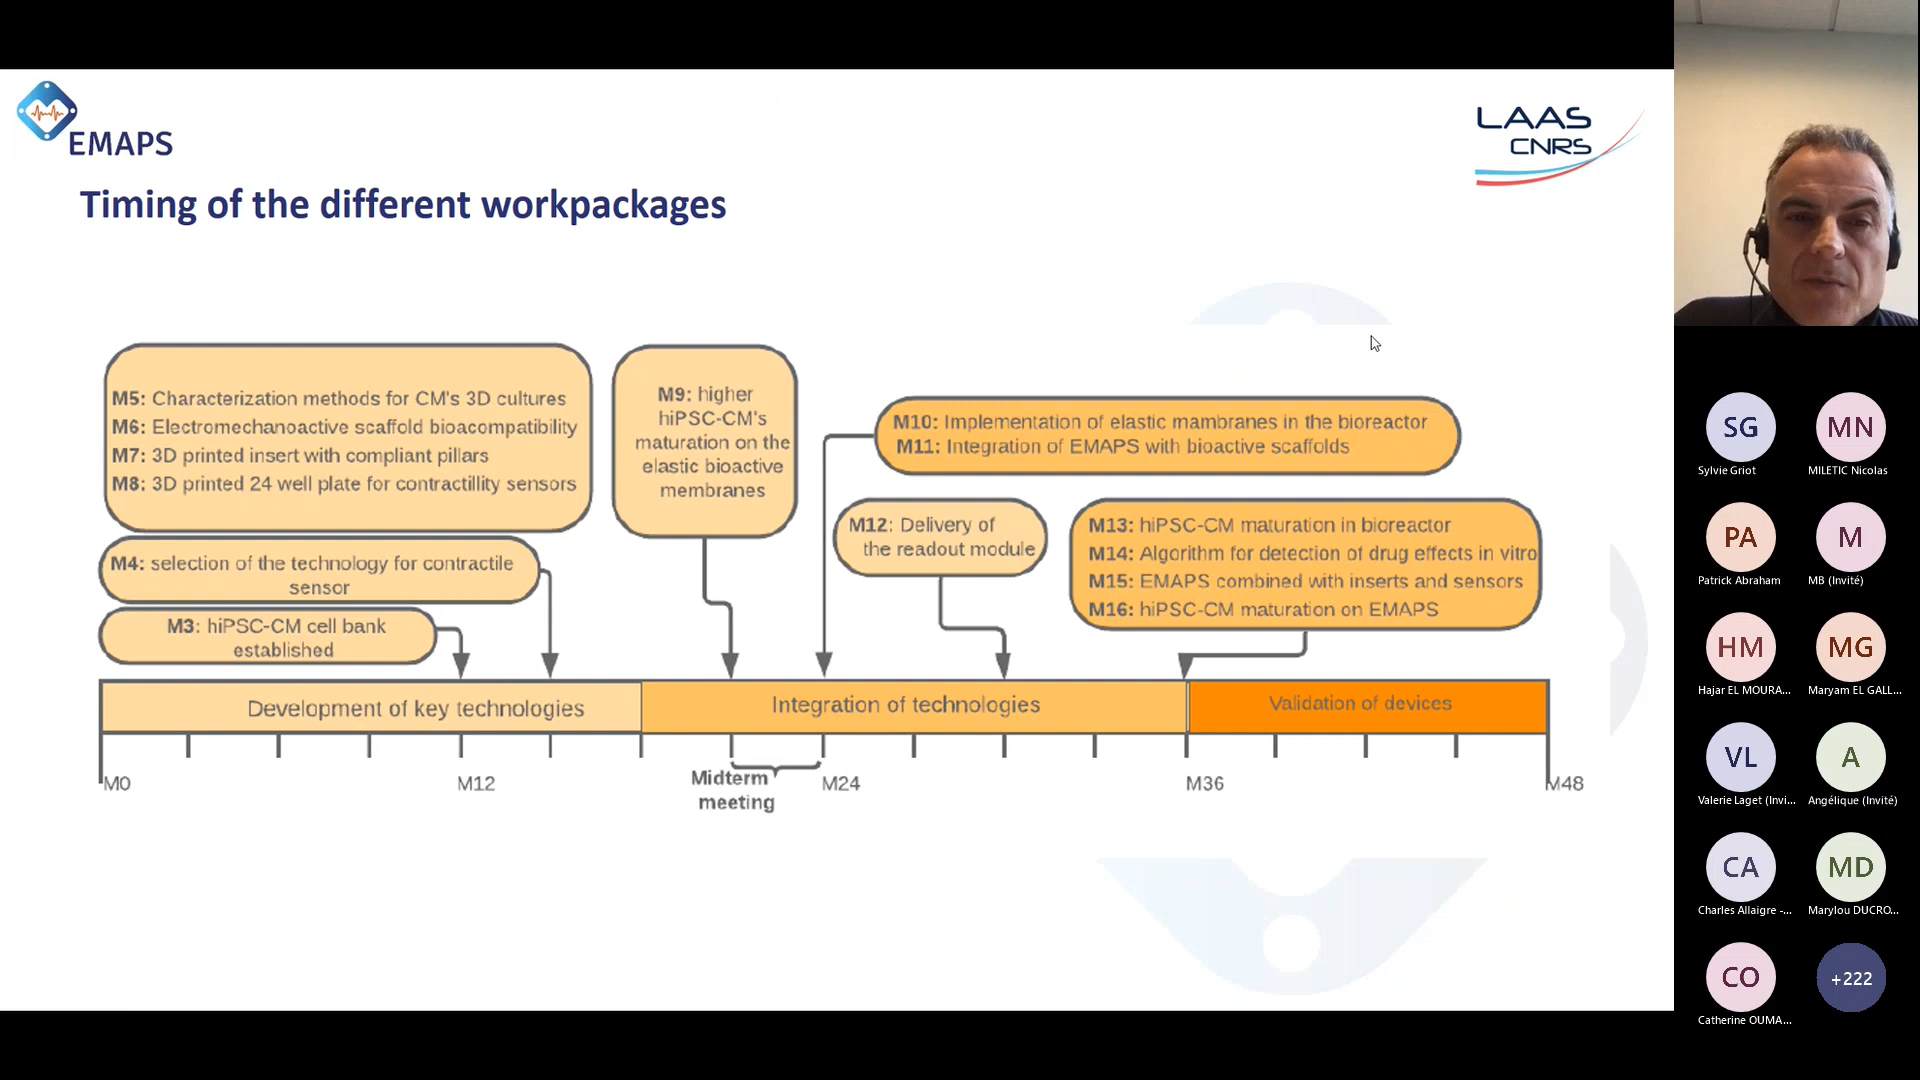 EMAPS
LAAS
CNRS
Timing of the different workpackages
M5: Characterization methods for CM's 3D cultures
M6: Electromechanoactive scaffold bioacompatibility
M7: 3D printed insert with compliant pillars
M8: 3D printed 24 well plate for contractillity sensors
M4: selection of the technology for contractile
sensor
M3: hiPSC-CM cell bank
established
M9: higher
hiPSC-CM's
maturation on the
elastic bioactive
membranes
M10: Implementation of elastic mambranes in the bioreactor
M11: Integration of EMAPS with bioactive scaffolds
M12: Delivery of
the readout module
M13: hiPSC-CM maturation in bioreactor
M14: Algorithm for detection of drug effects in vitro
M15: EMAPS combined with inserts and sensors
M16: hiPSC-CM maturation on EMAPS
Development of key technologies
Integration of technologies
Validation of devices
M0
M12
Midterm
meeting
M24
M36
M48
SG
Sylvie Griot
MN
MILETIC Nicolas
PA
Patrick Abraham
M
MB (Invité)
HM
Hajar EL MOURA...
MG
Maryam EL GALL...
VL
Valerie Laget (Invi...
A
Angélique (Invité)
CA
Charles Allaigre -...
MD
Marylou DUCRO...
CO
Catherine OUMA...
+222